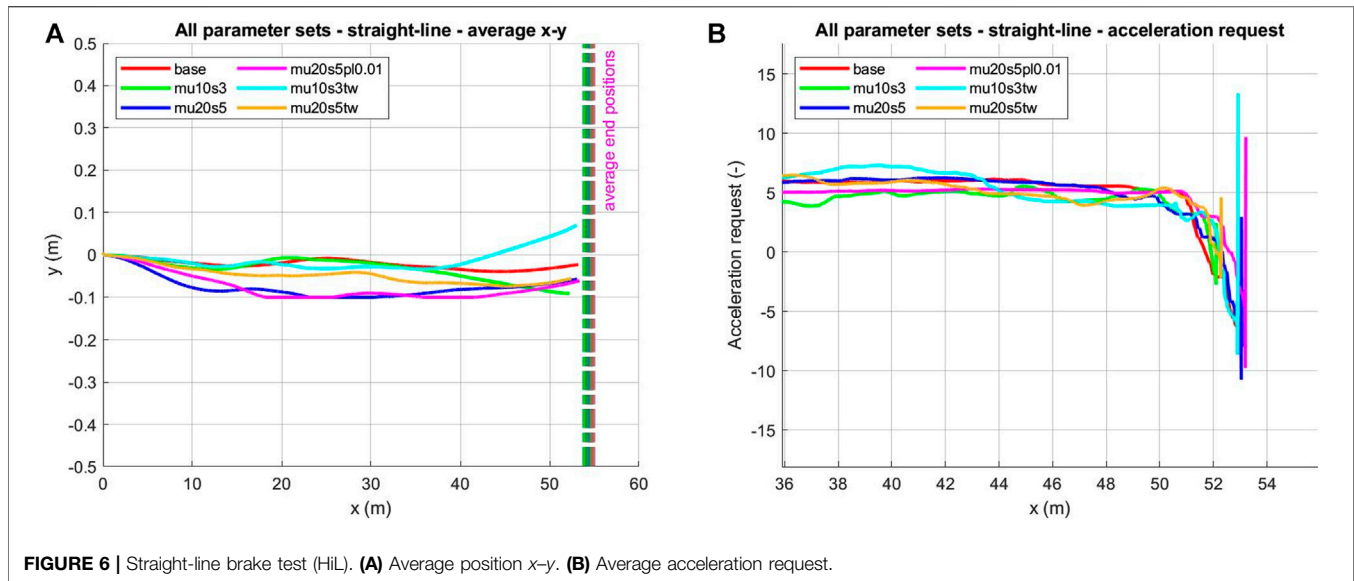 A
All parameter sets - straight-line - average x-y
base
mu10s3
mu20s5
mu20s5pl0.01
mu10s3tw
mu20s5tw
average end positions
y (m)
0.5
0.4
0.3
0.2
0.1
0
-0.1
-0.2
-0.3
-0.4
-0.5
0 10 20 30 40 50 60
x (m)
B
All parameter sets - straight-line - acceleration request
base
mu10s3
mu20s5
mu20s5pl0.01
mu10s3tw
mu20s5tw
Acceleration request (-)
15
10
5
0
-5
-10
-15
36 38 40 42 44 46 48 50 52 54
x (m)
FIGURE 6 | Straight-line brake test (HiL). (A) Average position x–y. (B) Average acceleration request.